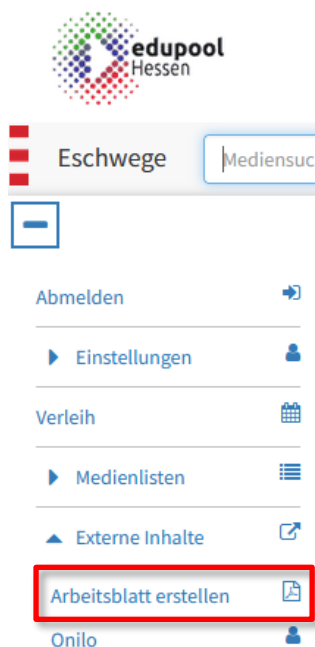 edupool
Hessen
Eschwege
Mediensuc
Abmelden
Einstellungen
Verleih
Medienlisten
Externe Inhalte
Arbeitsblatt erstellen
Onilo